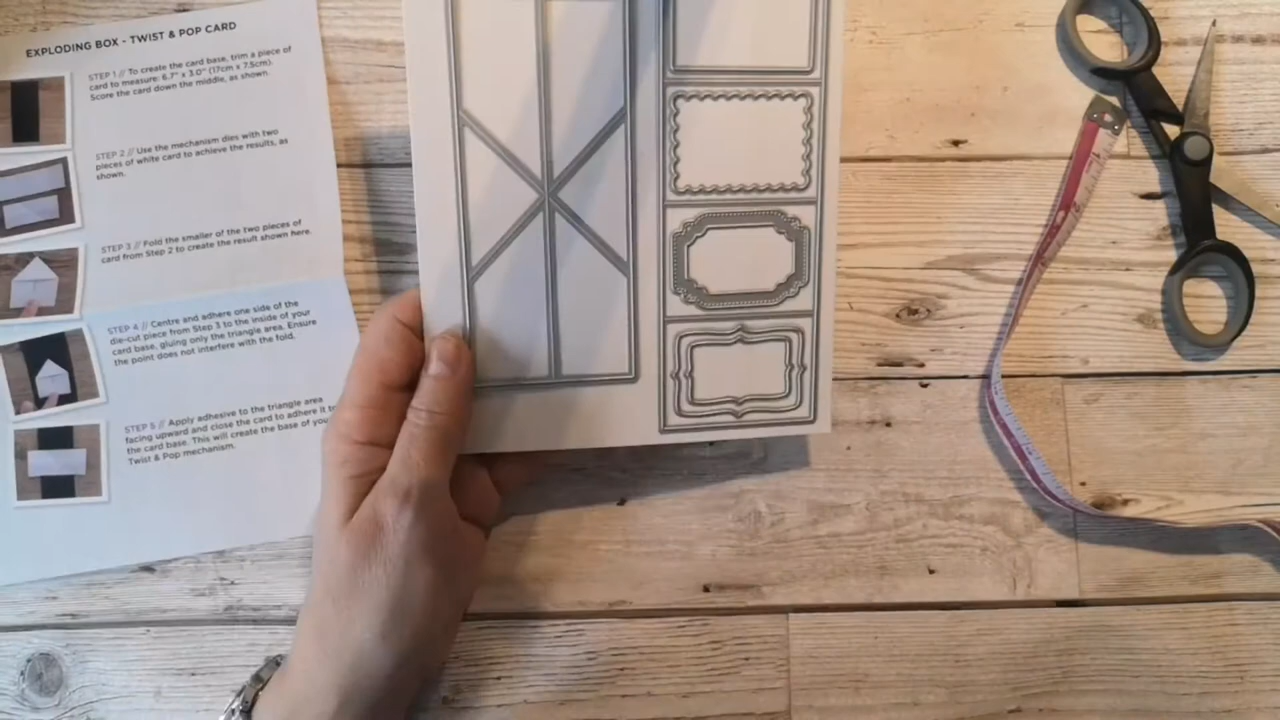 EXPLODING BOX - TWIST & POP CARD
STEP 1 // To create the card base, trim a piece of
card to measure: 6.7" x 3.0" (17cm x 7.5cm).
Score the card down the middle, as shown.
STEP 2 // Use the mechanism dies with two
pieces of white card to achieve the results, as
shown.
STEP 3 // Fold the smaller of the two pieces of
card from Step 2 to create the result shown here.
STEP 4 // Centre and adhere one side of the
die-cut piece from Step 3 to the inside of your
card base, gluing only the triangle area. Ensure
the point does not interfere with the fold.
STEP 5 // Apply adhesive to the triangle area
facing upward and close the card to adhere it to
the card base. This will create the base of your
Twist & Pop mechanism.